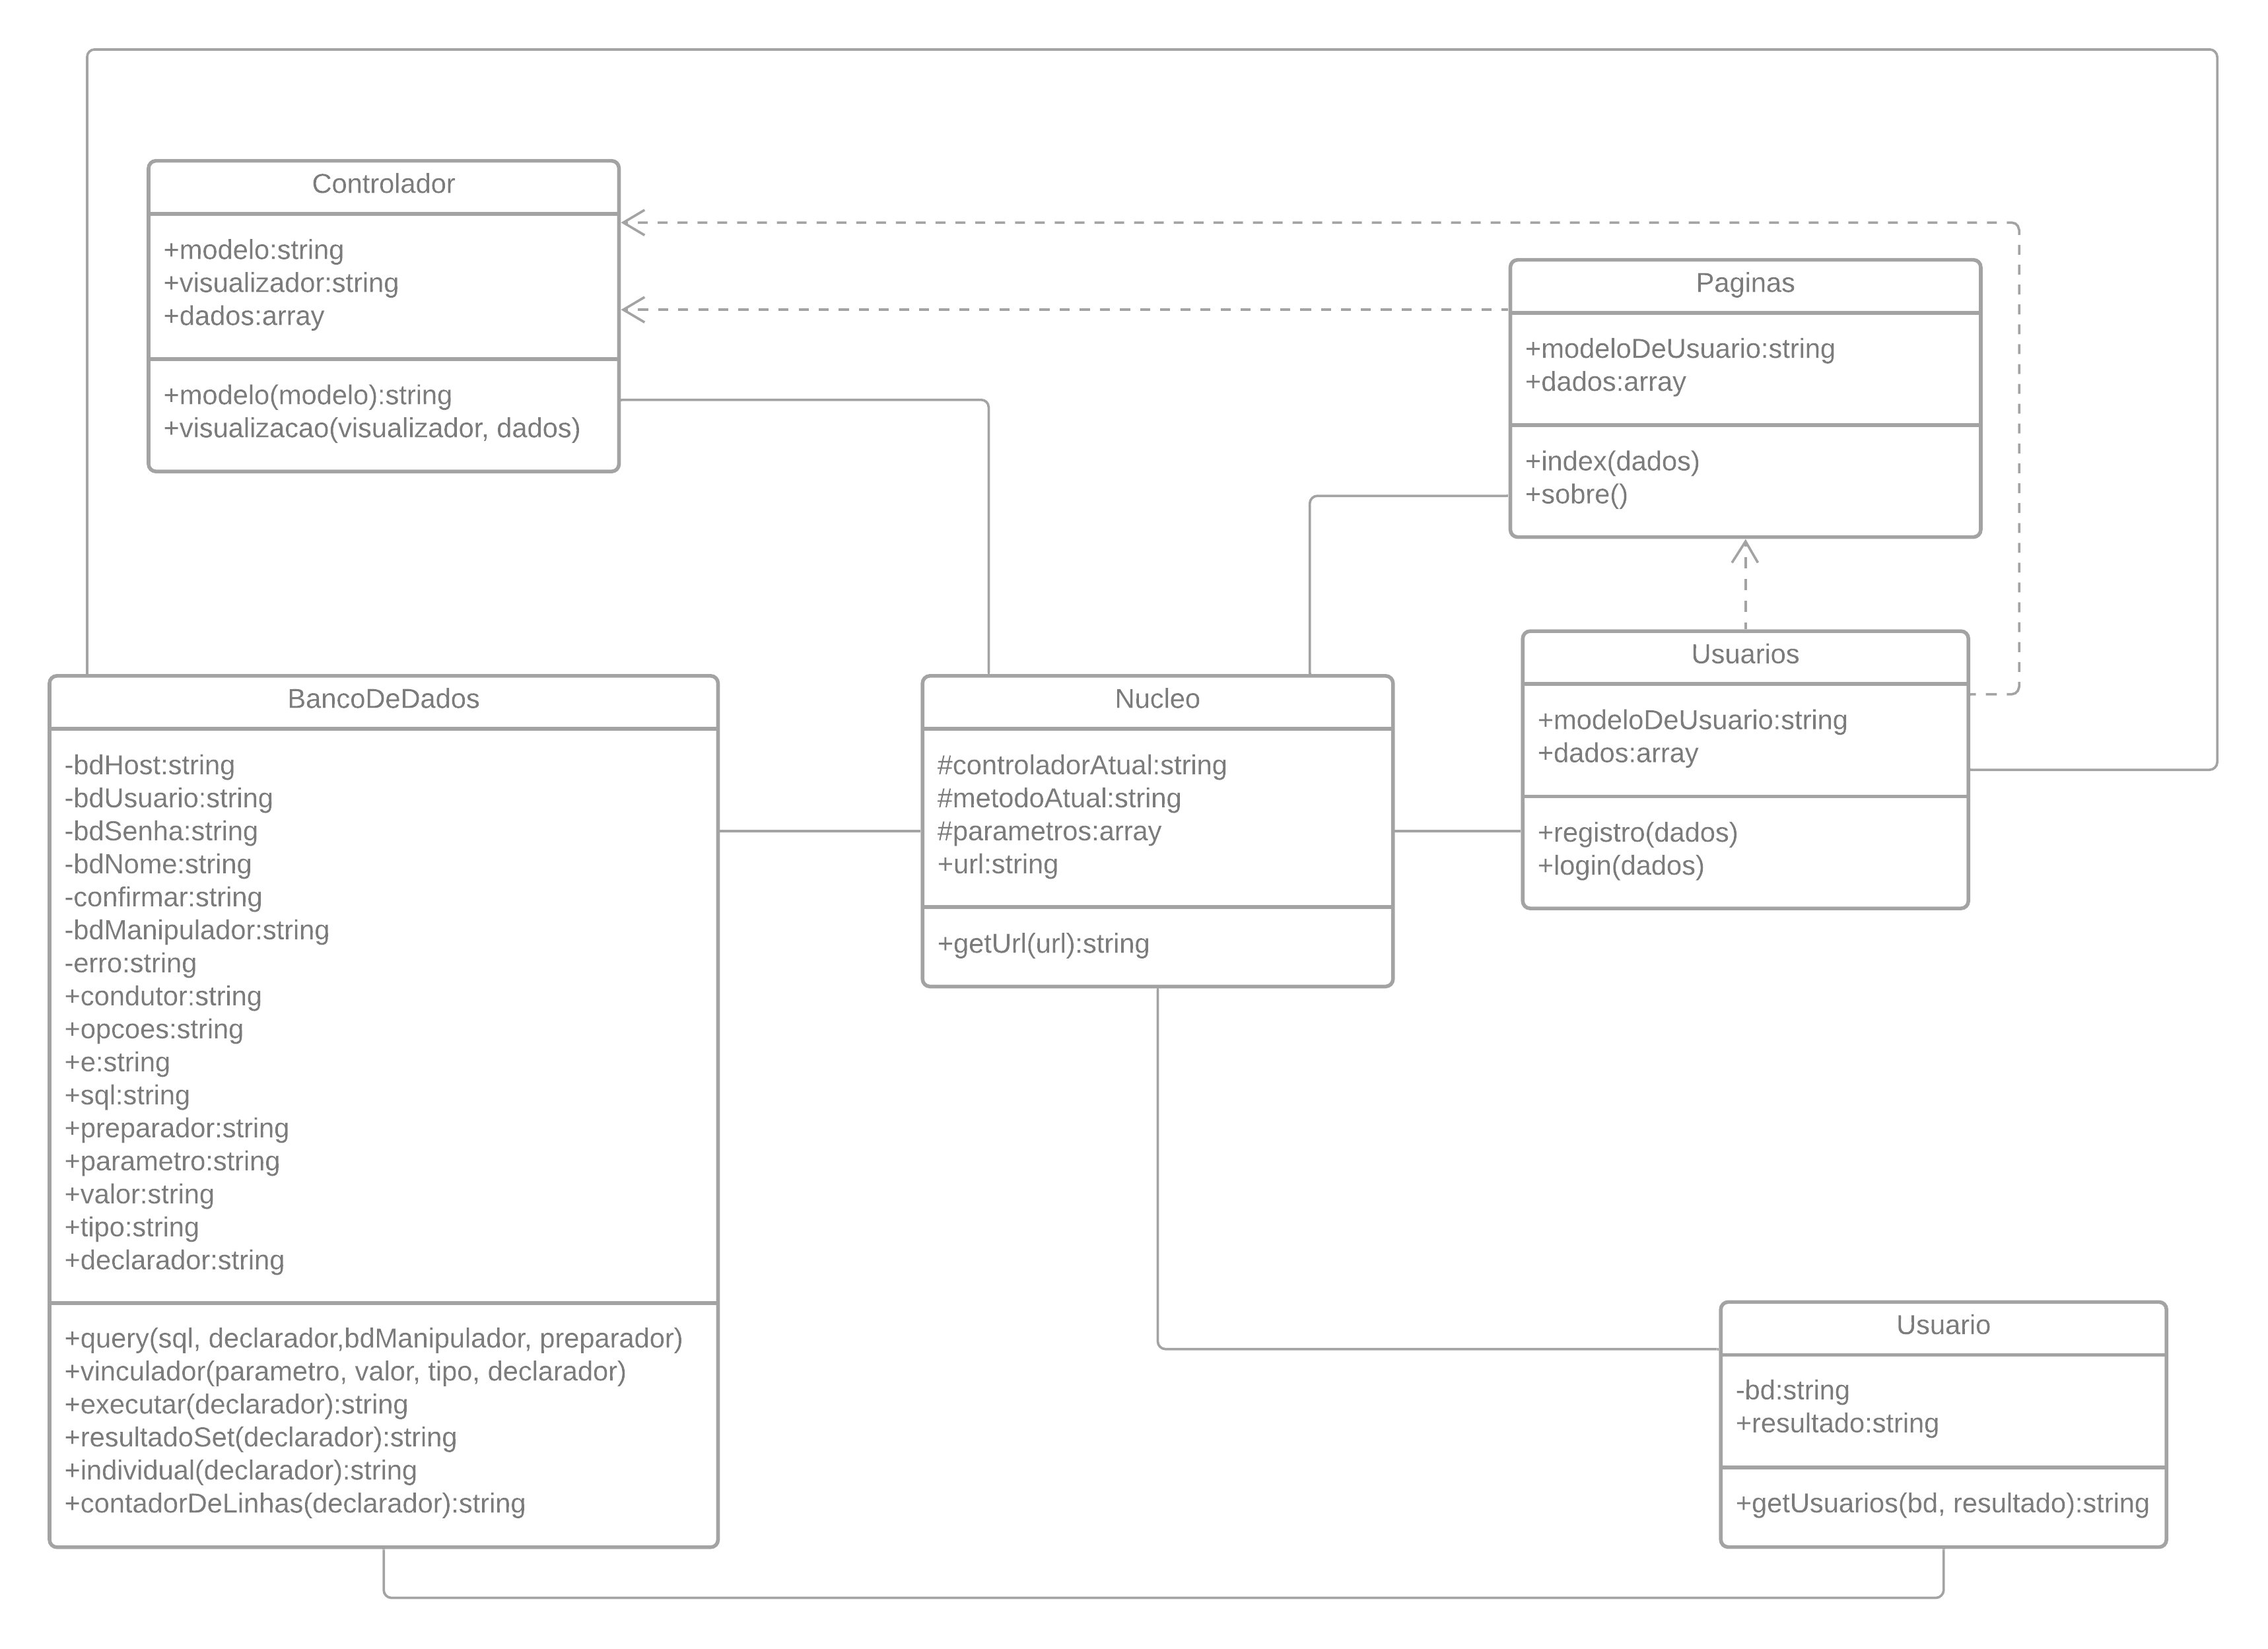 Controlador
+modelo:string
+visualizador:string
+dados:array
+modelo(modelo):string
+visualizacao(visualizador, dados)
Paginas
+modeloDeUsuario:string
+dados:array
+index(dados)
+sobre()
BancoDeDados
-bdHost:string
-bdUsuario:string
-bdSenha:string
-bdNome:string
-confirmar:string
-bdManipulador:string
-erro:string
+condutor:string
+opcoes:string
+e:string
+sql:string
+preparador:string
+parametro:string
+valor:string
+tipo:string
+declarador:string
+query(sql, declarador,bdManipulador, preparador)
+vinculador(parametro, valor, tipo, declarador)
+executar(declarador):string
+resultadoSet(declarador):string
+individual(declarador):string
+contadorDeLinhas(declarador):string
Nucleo
#controladorAtual:string
#metodoAtual:string
#parametros:array
+url:string
+getUrl(url):string
Usuarios
+modeloDeUsuario:string
+dados:array
+registro(dados)
+login(dados)
Usuario
-bd:string
+resultado:string
+getUsuarios(bd, resultado):string